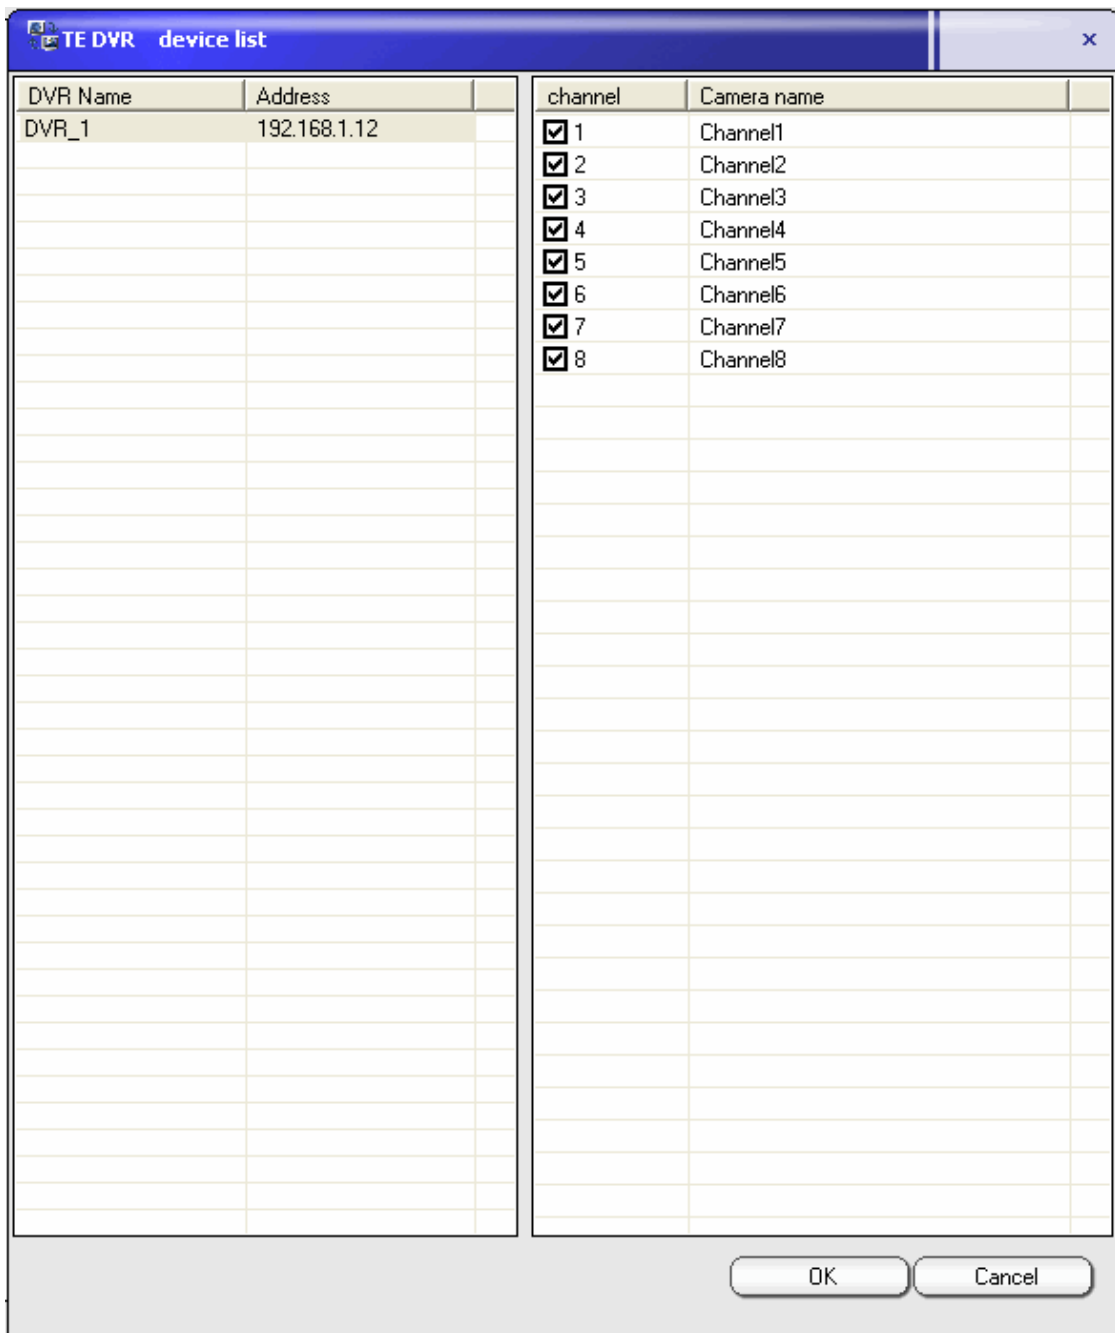 TE DVR device list
x
DVR Name Address
DVR_1 192.168.1.12
channel Camera name
1 Channel1
2 Channel2
3 Channel3
4 Channel4
5 Channel5
6 Channel6
7 Channel7
8 Channel8
OK Cancel